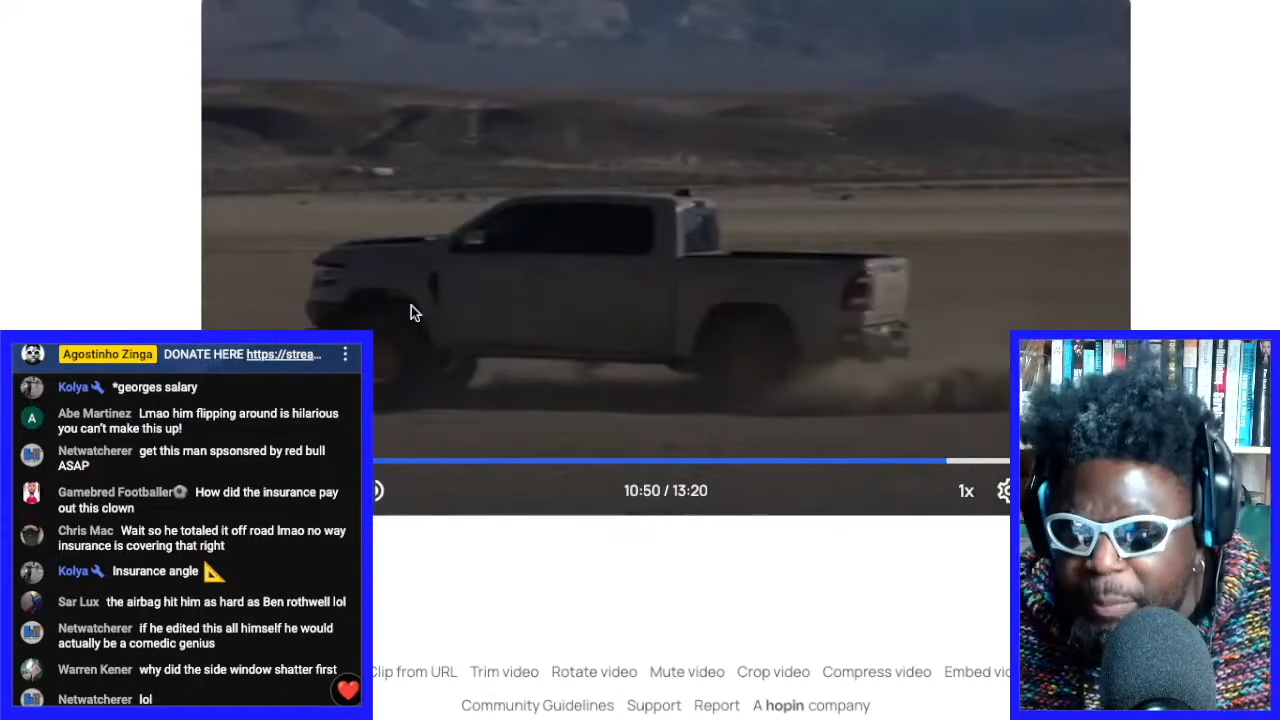 Agostinho Zinga DONATE HERE https://strea...
Kolya *georges salary
Abe Martinez Lmao him flipping around is hilarious
you can't make this up!
Netwatcherer get this man spsonsred by red bull
ASAP
Gamebred Footballer How did the insurance pay
out this clown
Chris Mac Wait so he totaled it off road lmao no way
insurance is covering that right
Kolya Insurance angle
Sar Lux the airbag hit him as hard as Ben rothwell lol
Netwatcherer if he edited this all himself he would
actually be a comedic genius
Warren Kener why did the side window shatter first
Netwatcherer lol
A
10:50 / 13:20
1x
Clip from URL Trim video Rotate video Mute video Crop video Compress video Embed vi
Community Guidelines Support Report A hopin company